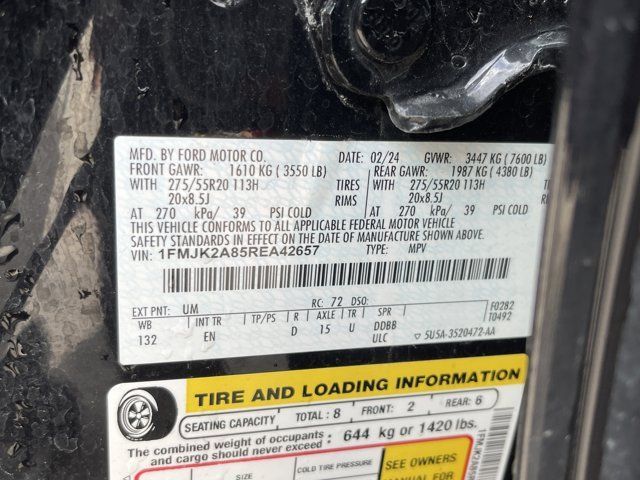 MFD. BY FORD MOTOR CO. DATE: 02/24 GVWR: 3447 KG ( 7600 LB)
FRONT GAWR: 1610 KG ( 3550 LB) REAR GAWR: 1987 KG ( 4380 LB)
WITH 275/55R20 113H TIRES WITH 275/55R20 113H TI
20x8.5J RIMS 20x8.5J R
AT 270 kPa/ 39 PSI COLD AT 270 kPa/ 39 PSI COLD
THIS VEHICLE CONFORMS TO ALL APPLICABLE FEDERAL MOTOR VEHICLE
SAFETY STANDARDS IN EFFECT ON THE DATE OF MANUFACTURE SHOWN ABOVE.
VIN: 1FMJK2A85REA42657 TYPE: MPV
EXT PNT: UM RC: 72 DSO: F0282
WB INT TR TP/PS R AXLE TR SPR T0492
132 EN D 15 U DDBB
ULC ▽ 5U5A-3520472-AA
TIRE AND LOADING INFORMATION
SEATING CAPACITY TOTAL: 8 FRONT: 2 REAR: 6
The combined weight of occupants : 644 kg or 1420 lbs.
and cargo should never exceed
SIZE COLD TIRE PRESSURE SEE OWNERS
MANUAL FOR